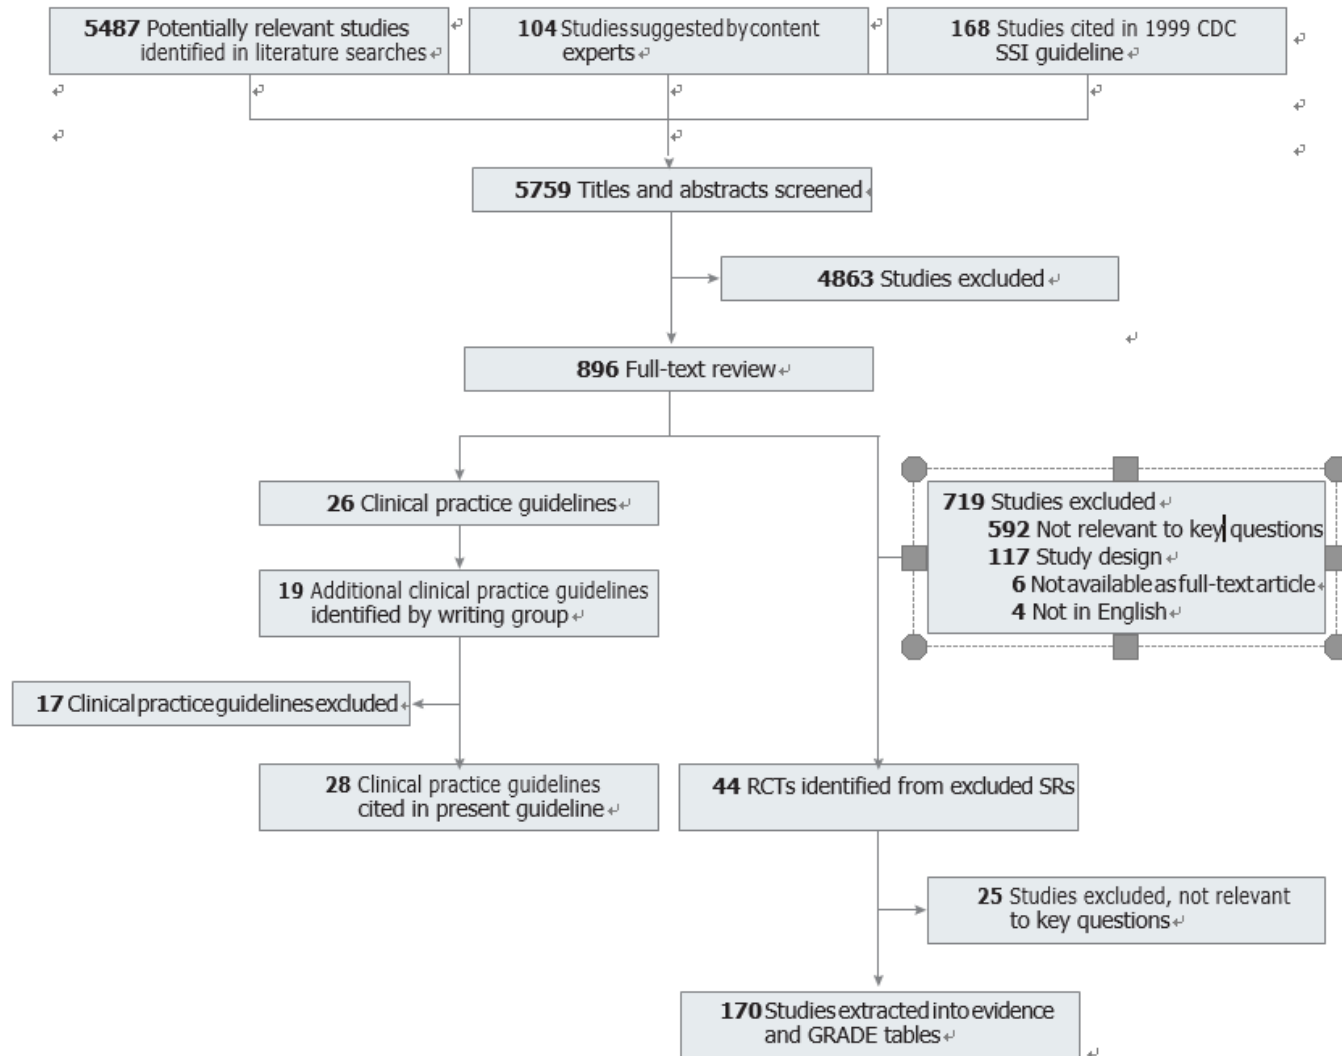 5487 Potentially relevant studies
identified in literature searches
104 Studies suggested by content
experts
168 Studies cited in 1999 CDC
SSI guideline
5759 Titles and abstracts screened
4863 Studies excluded
896 Full-text review
26 Clinical practice guidelines
719 Studies excluded
592 Not relevant to key questions
117 Study design
6 Not available as full-text article
4 Not in English
19 Additional clinical practice guidelines
identified by writing group
17 Clinical practice guidelines excluded
28 Clinical practice guidelines
cited in present guideline
44 RCTs identified from excluded SRs
25 Studies excluded, not relevant
to key questions
170 Studies extracted into evidence
and GRADE tables